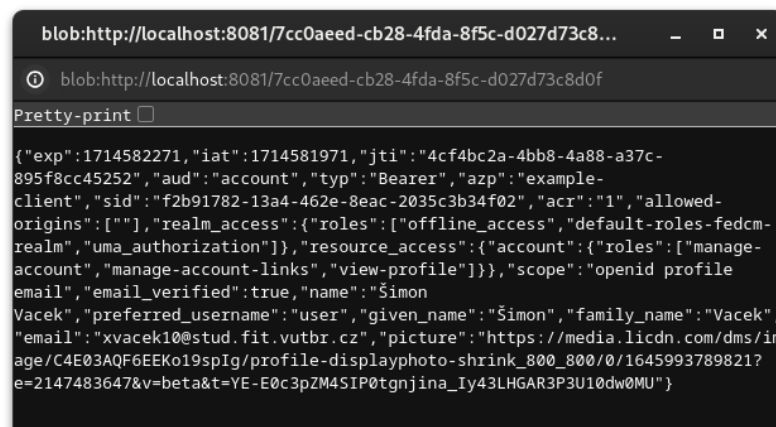 blob:http://localhost:8081/7cc0aeed-cb28-4fda-8f5c-d027d73c8...
blob:http://localhost:8081/7cc0aeed-cb28-4fda-8f5c-d027d73c8d0f
Pretty-print
{"exp":1714582271,"iat":1714581971,"jti":"4cf4bc2a-4bb8-4a88-a37c-
895f8cc45252","aud":"account","typ":"Bearer","azp":"example-
client","sid":"f2b91782-13a4-462e-8eac-2035c3b34f02","acr":"1","allowed-
origins":[""],"realm_access":{"roles":["offline_access","default-roles-fedcm-
realm","uma_authorization"]},"resource_access":{"account":{"roles":["manage-
account","manage-account-links","view-profile"]}},"scope":"openid profile
email","email_verified":true,"name":"Šimon
Vacek","preferred_username":"user","given_name":"Šimon","family_name":"Vacek",
"email":"xvacek10@stud.fit.vutbr.cz","picture":"https://media.licdn.com/dms/im
age/C4E03AQF6EEKo19spIg/profile-displayphoto-shrink_800_800/0/1645993789821?
e=2147483647&v=beta&t=YE-E0c3pZM4SIP0tgnjina_Iy43LHGAR3P3U10dw0MU"}